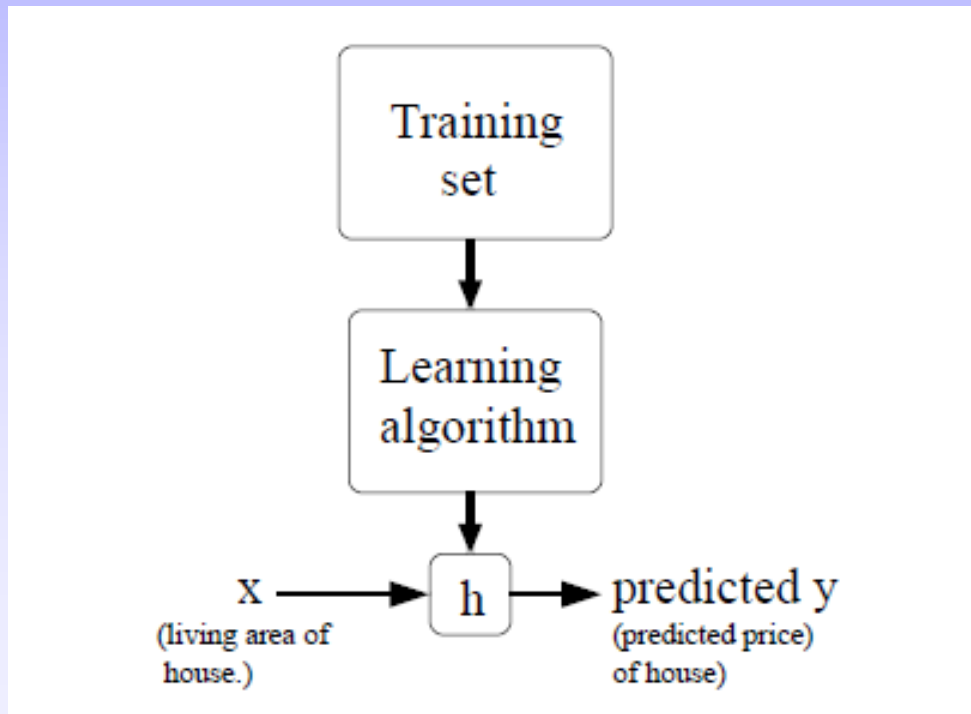 Training
set
Learning
algorithm
x
h
predicted y
(living area of
house.)
(predicted price)
of house)